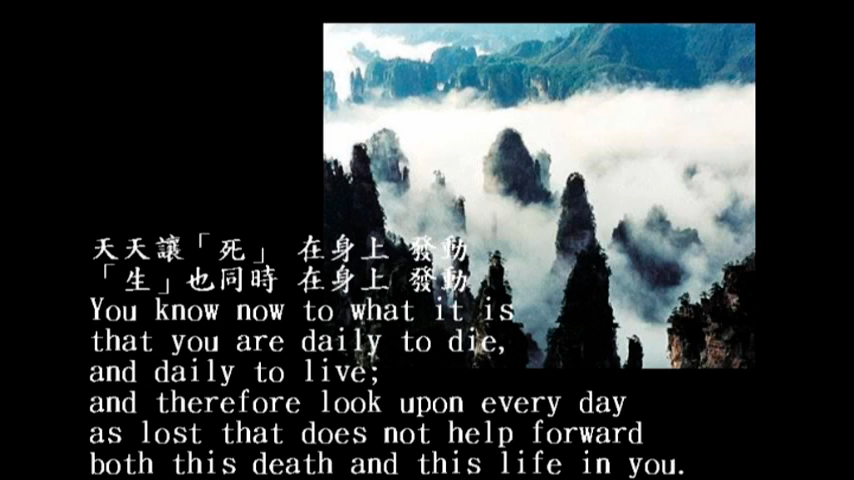 天天讓「死」 在身上 發動
「生」也同時 在身上 發動
You know now to what it is
that you are daily to die,
and daily to live;
and therefore look upon every day
as lost that does not help forward
both this death and this life in you.